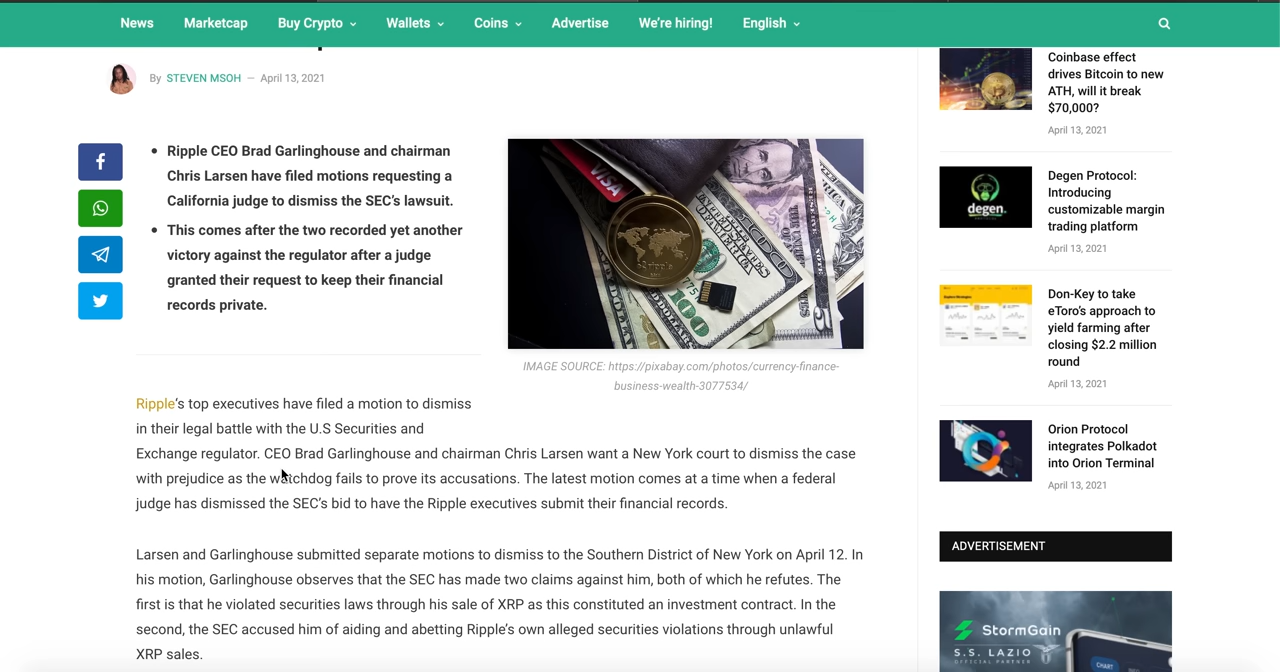 News Marketcap Buy Crypto Wallets Coins Advertise We're hiring! English
By STEVEN MSOH — April 13, 2021
• Ripple CEO Brad Garlinghouse and chairman
Chris Larsen have filed motions requesting a
California judge to dismiss the SEC's lawsuit.
• This comes after the two recorded yet another
victory against the regulator after a judge
granted their request to keep their financial
records private.
VISA
ripple
IMAGE SOURCE: https://pixabay.com/photos/currency-finance-
business-wealth-3077534/
Ripple's top executives have filed a motion to dismiss
in their legal battle with the U.S Securities and
Exchange regulator. CEO Brad Garlinghouse and chairman Chris Larsen want a New York court to dismiss the case
with prejudice as the watchdog fails to prove its accusations. The latest motion comes at a time when a federal
judge has dismissed the SEC's bid to have the Ripple executives submit their financial records.
Larsen and Garlinghouse submitted separate motions to dismiss to the Southern District of New York on April 12. In
his motion, Garlinghouse observes that the SEC has made two claims against him, both of which he refutes. The
first is that he violated securities laws through his sale of XRP as this constituted an investment contract. In the
second, the SEC accused him of aiding and abetting Ripple's own alleged securities violations through unlawful
XRP sales.
Coinbase effect
drives Bitcoin to new
ATH, will it break
$70,000?
April 13, 2021
degen.
Degen Protocol:
Introducing
customizable margin
trading platform
April 13, 2021
Don-Key to take
eToro's approach to
yield farming after
closing $2.2 million
round
April 13, 2021
Orion Protocol
integrates Polkadot
into Orion Terminal
April 13, 2021
ADVERTISEMENT
StormGain
S.S. LAZIO
OFFICIAL PARTNER
CHART